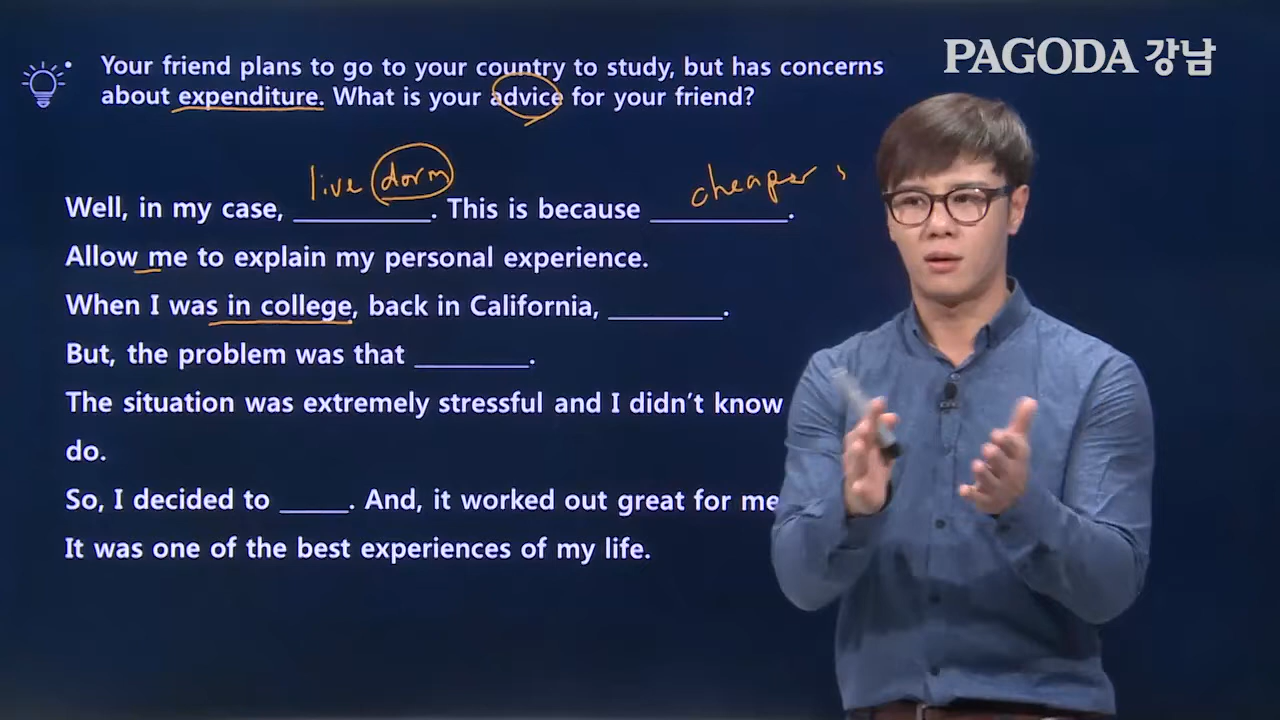 PAGODA 강남
Your friend plans to go to your country to study, but has concerns
about expenditure. What is your advice for your friend?
live dorm
cheaper
Well, in my case, __________. This is because __________.
Allow me to explain my personal experience.
When I was in college, back in California, ________.
But, the problem was that ________.
The situation was extremely stressful and I didn't know
do.
So, I decided to _____. And, it worked out great for me
It was one of the best experiences of my life.